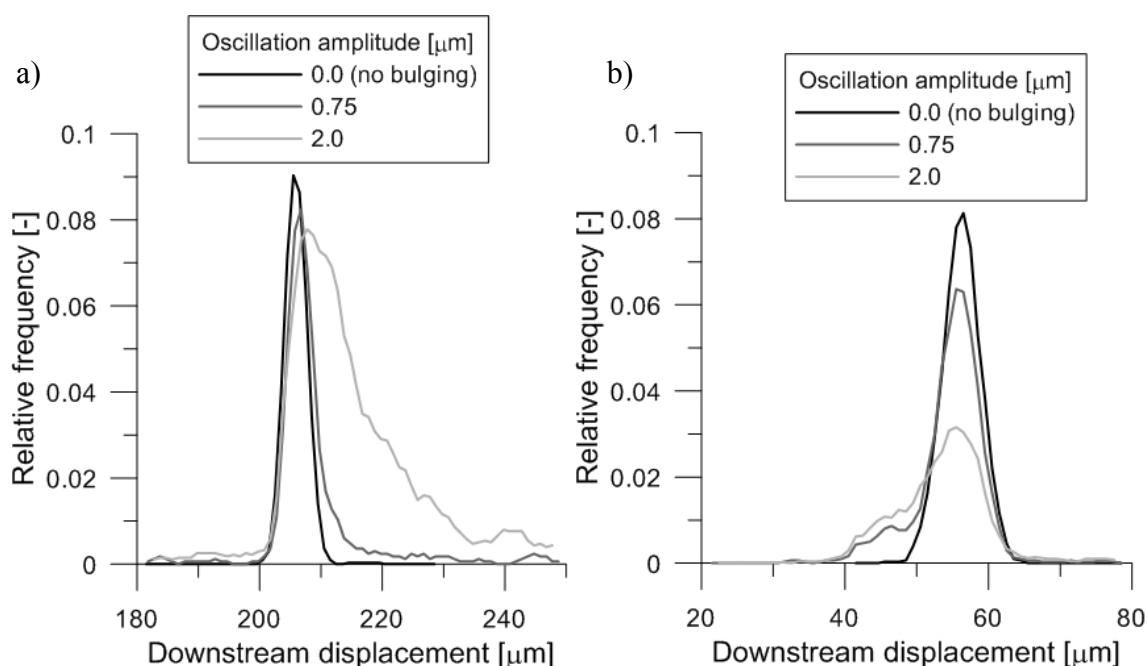 a)
Oscillation amplitude [μm]
0.0 (no bulging)
0.75
2.0
0.1
0.08
0.06
0.04
0.02
0
Relative frequency [-]
180 200 220 240
Downstream displacement [μm]
b)
Oscillation amplitude [μm]
0.0 (no bulging)
0.75
2.0
0.1
0.08
0.06
0.04
0.02
0
Relative frequency [-]
20 40 60 80
Downstream displacement [μm]